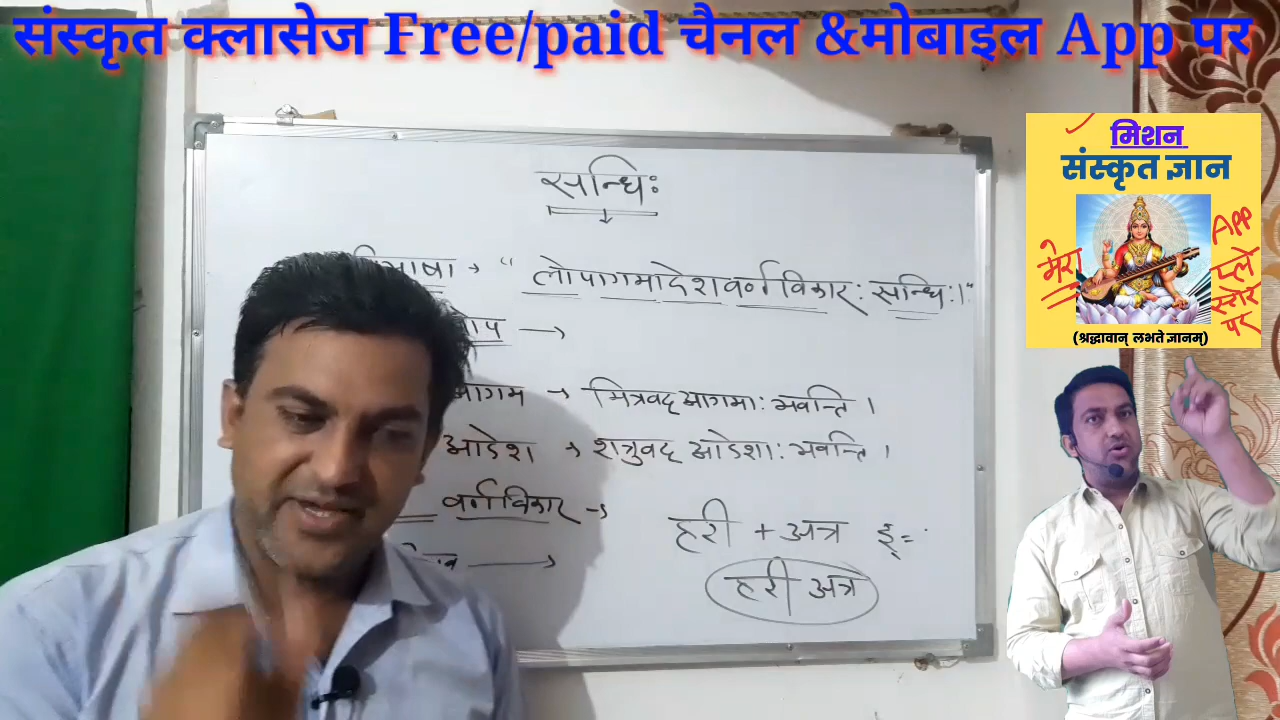 संस्कृत क्लासेज Free/paid चैनल &मोबाइल App पर
मिशन
संस्कृत ज्ञान
मेरा
App
प्ले
स्टोर
पर
(श्रद्धावान् लभते ज्ञानम्)
सन्धिः
"लोपागमादेशवर्णविकारः सन्धिः।"
आगम → मित्रवद् आगमाः भवन्ति।
आदेश → शत्रुवद् आदेशाः भवन्ति।
वर्णविकार →
हरी + अत्र ई =
हरी अत्र